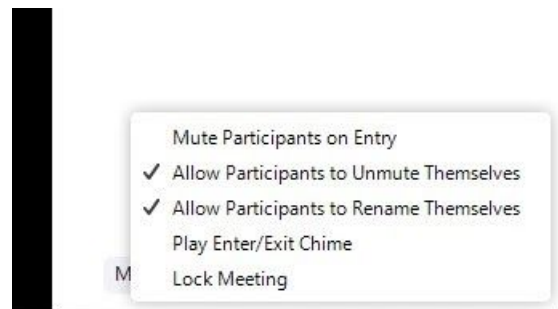 Mute Participants on Entry
✓ Allow Participants to Unmute Themselves
✓ Allow Participants to Rename Themselves
Play Enter/Exit Chime
M
Lock Meeting